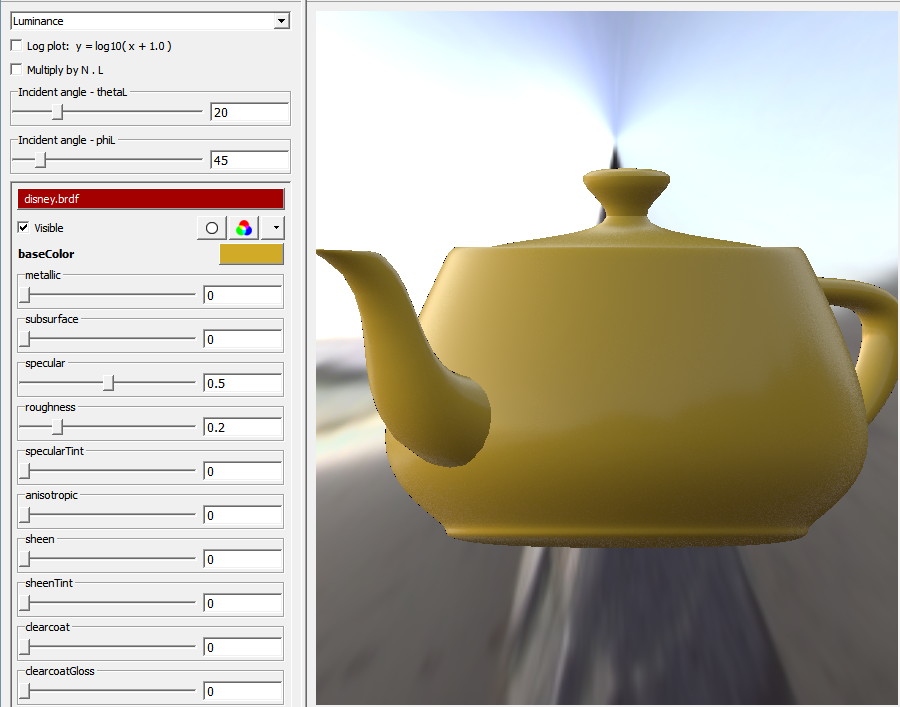 Luminance
Log plot:  y = log10( x + 1.0 )
Multiply by N . L
Incident angle - thetaL
20
Incident angle - phiL
45
disney.brdf
Visible
baseColor
metallic
0
subsurface
0
specular
0.5
roughness
0.2
specularTint
0
anisotropic
0
sheen
0
sheenTint
0
clearcoat
0
clearcoatGloss
0